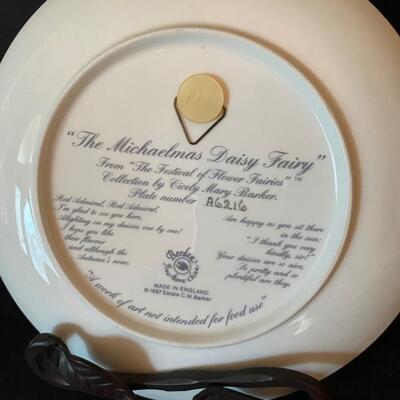 "The Michaelmas Daisy Fairy"
From "The Festival of Flower Fairies" ™
Collection by Cicely Mary Barker.
Plate number A6216
Red Admiral, Red Admiral,
I'm glad to see you here,
Alighting on my daisies one by one!
I hope you like
their flavour
and although the
Autumn's near,
Are happy as you sit there
in the sun:
"I thank you very
kindly, sir!"
Your daisies are so nice,
So pretty and so
plentiful are they;
Border
Fine Bone China
MADE IN ENGLAND
© 1987 Estate C.M. Barker
"A work of art not intended for food use"